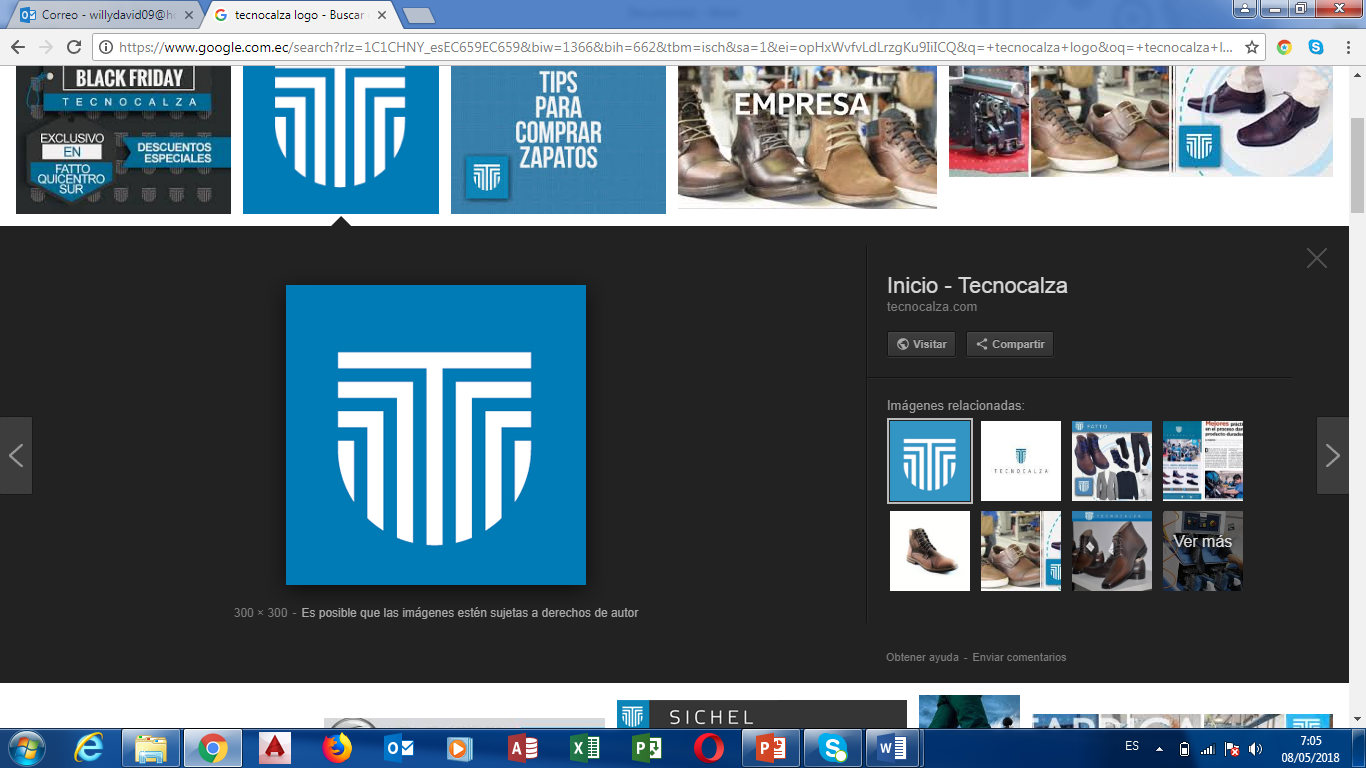 Correo - willydavid09@h
tecnocalza logo - Buscar
https://www.google.com.ec/search?rlz=1C1CHNY_esEC659EC659&biw=1366&bih=662&tbm=isch&sa=1&ei=opHxWvfvLdLrzgKu9IiICQ&q=+tecnocalza logo&oq=+tecnocalza l...
BLACK FRIDAY
TECNOCALZA
EXCLUSIVO
EN
FATTO
QUICENTRO
SUR
DESCUENTOS
ESPECIALES
TIPS
PARA
COMPRAR
ZAPATOS
EMPRESA
Inicio - Tecnocalza
tecnocalza.com
Visitar
Compartir
Imágenes relacionadas:
TECNOCALZA
FATTO
Mejores
TECNOCALZA
Ver más
300 × 300 - Es posible que las imágenes estén sujetas a derechos de autor
Obtener ayuda - Enviar comentarios
SICHEL
ES
7:05
08/05/2018